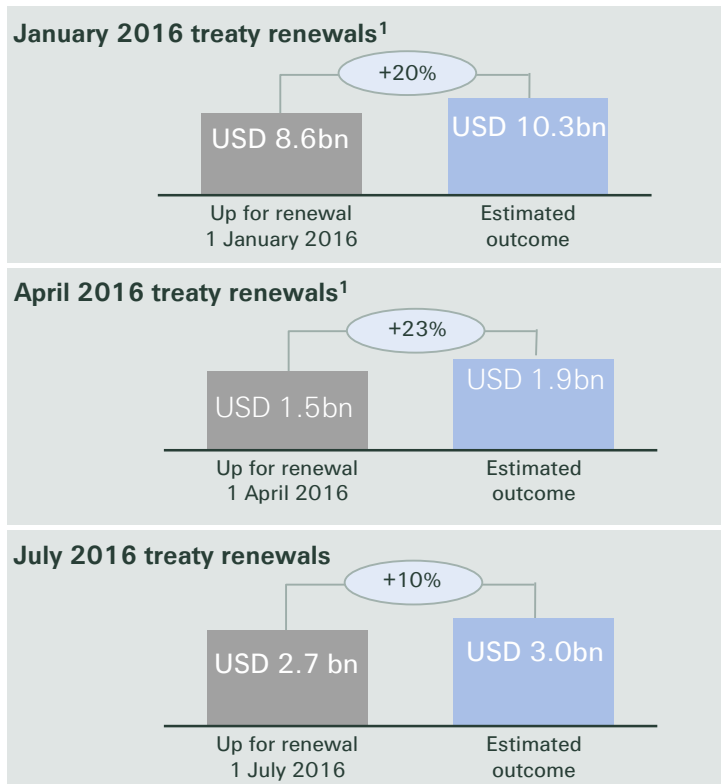 January 2016 treaty renewals¹
+20%
USD 8.6bn
USD 10.3bn
Up for renewal
1 January 2016
Estimated
outcome
April 2016 treaty renewals¹
+23%
USD 1.5bn
USD 1.9bn
Up for renewal
1 April 2016
Estimated
outcome
July 2016 treaty renewals
+10%
USD 2.7 bn
USD 3.0bn
Up for renewal
1 July 2016
Estimated
outcome